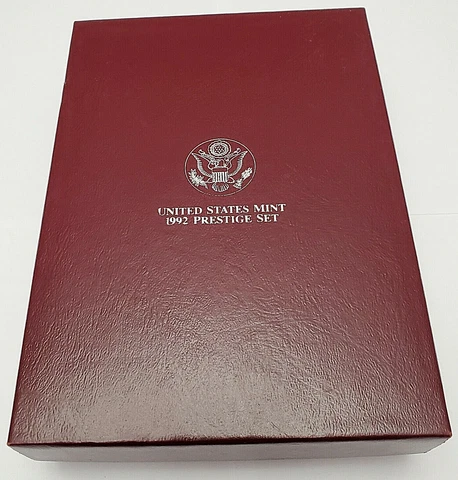 UNITED STATES MINT
1992 PRESTIGE SET